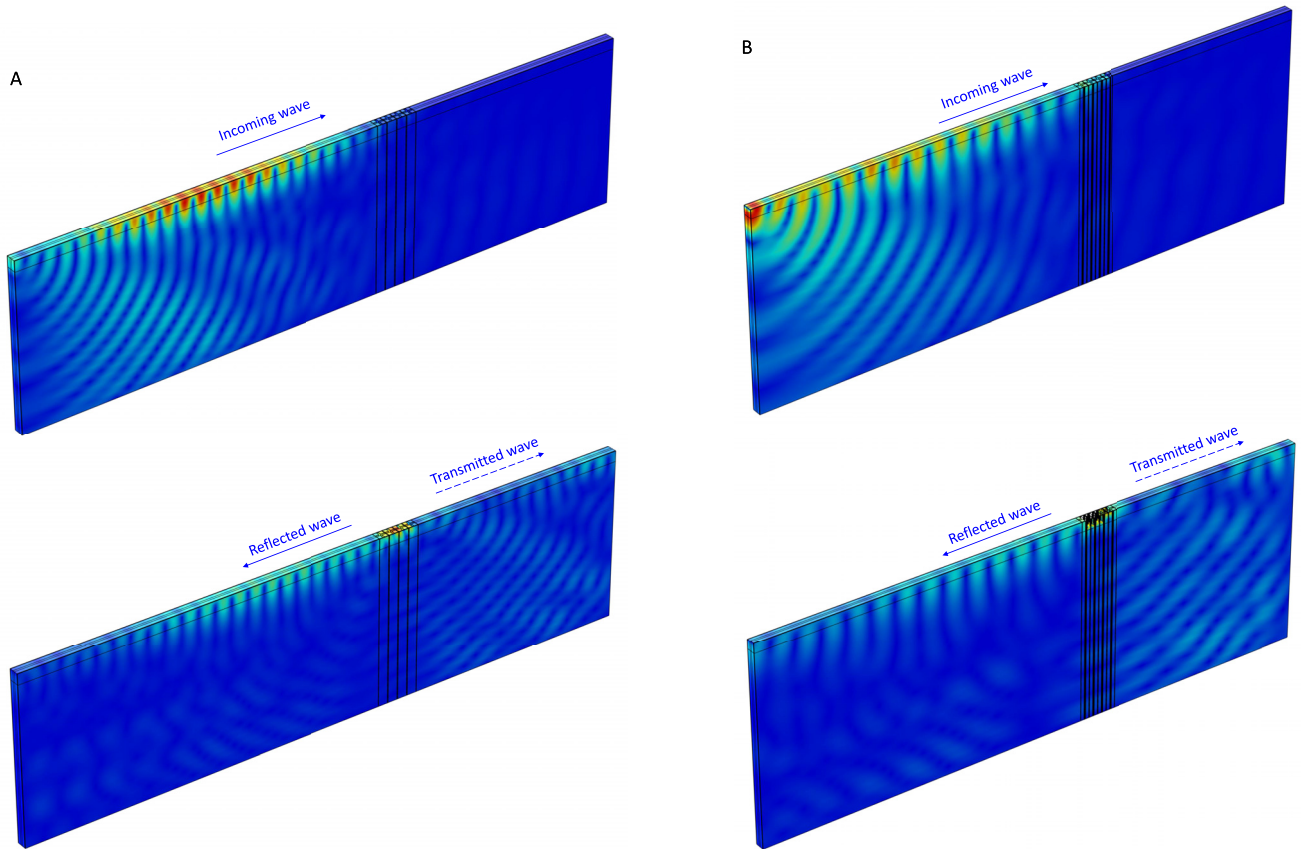 A
Incoming wave
B
Incoming wave
Reflected wave
Transmitted wave
Reflected wave
Transmitted wave